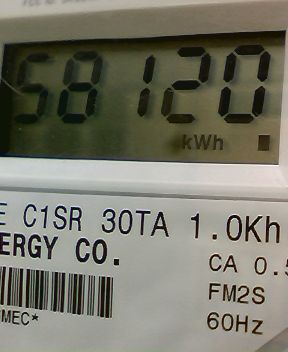 58120
kWh
E C1SR 30TA 1.0Kh
ERGY CO.
CA 0.5
FM2S
MEC*
60Hz